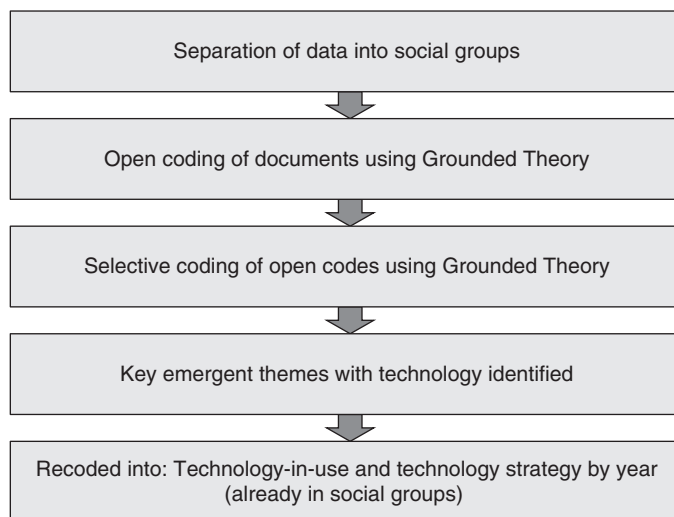 Separation of data into social groups
Open coding of documents using Grounded Theory
Selective coding of open codes using Grounded Theory
Key emergent themes with technology identified
Recoded into: Technology-in-use and technology strategy by year
(already in social groups)